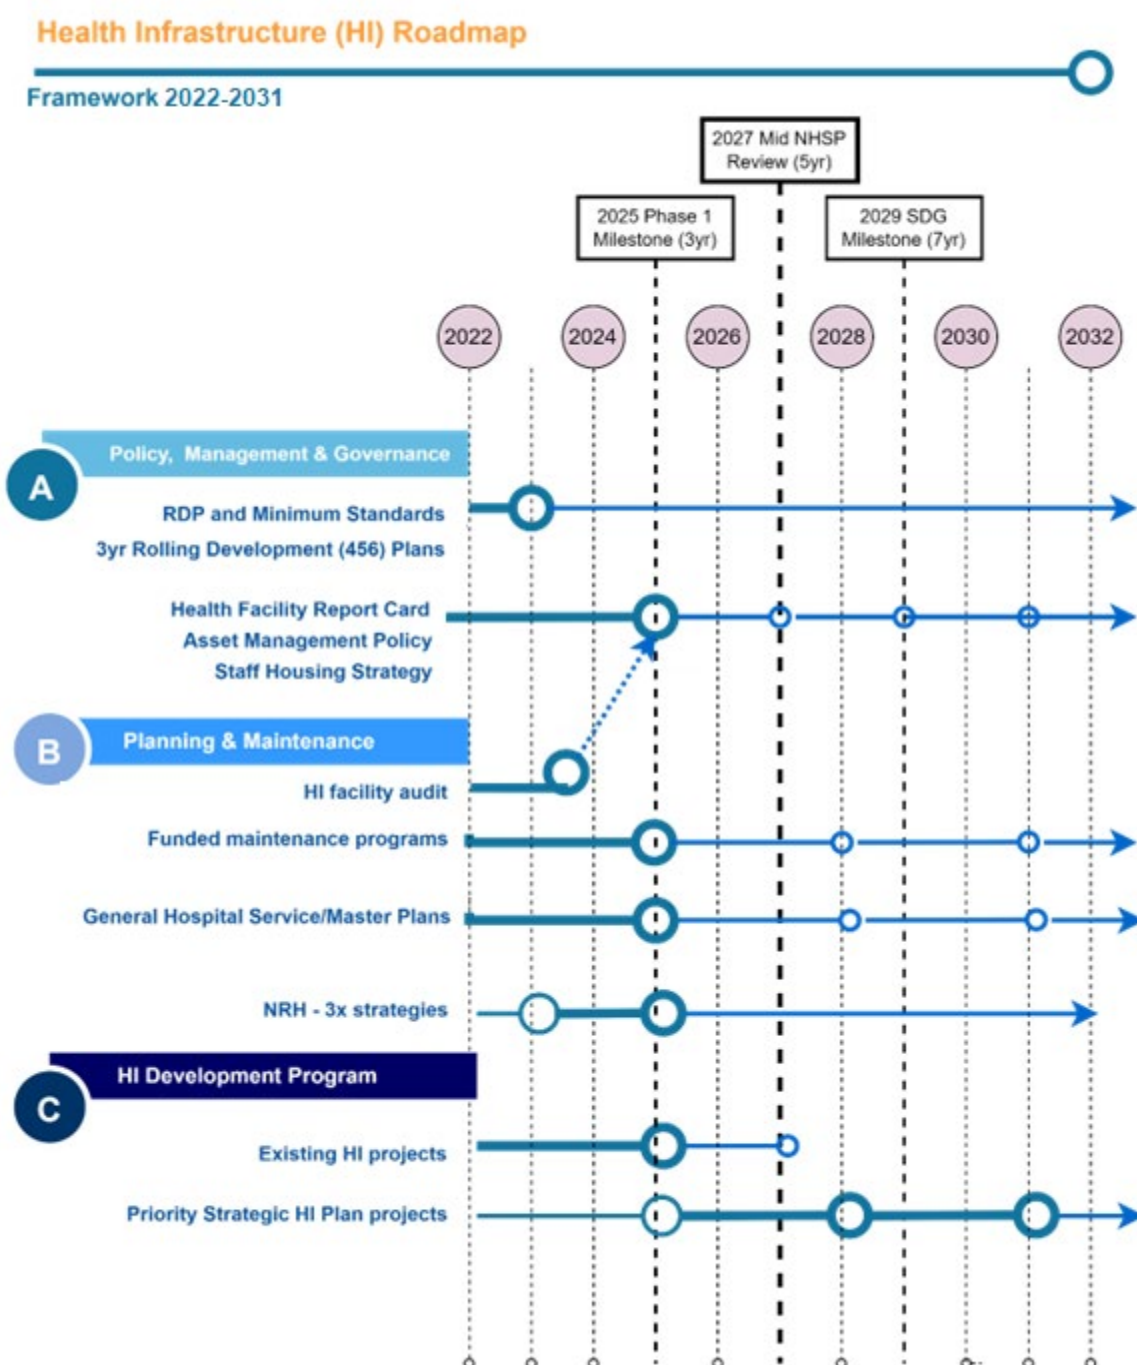 Health Infrastructure (HI) Roadmap
Framework 2022-2031
2027 Mid NHSP
Review (5yr)
2025 Phase 1
Milestone (3yr)
2029 SDG
Milestone (7yr)
2022
2024
2026
2028
2030
2032
A
Policy, Management & Governance
RDP and Minimum Standards
3yr Rolling Development (456) Plans
Health Facility Report Card
Asset Management Policy
Staff Housing Strategy
B
Planning & Maintenance
HI facility audit
Funded maintenance programs
General Hospital Service/Master Plans
NRH - 3x strategies
C
HI Development Program
Existing HI projects
Priority Strategic HI Plan projects